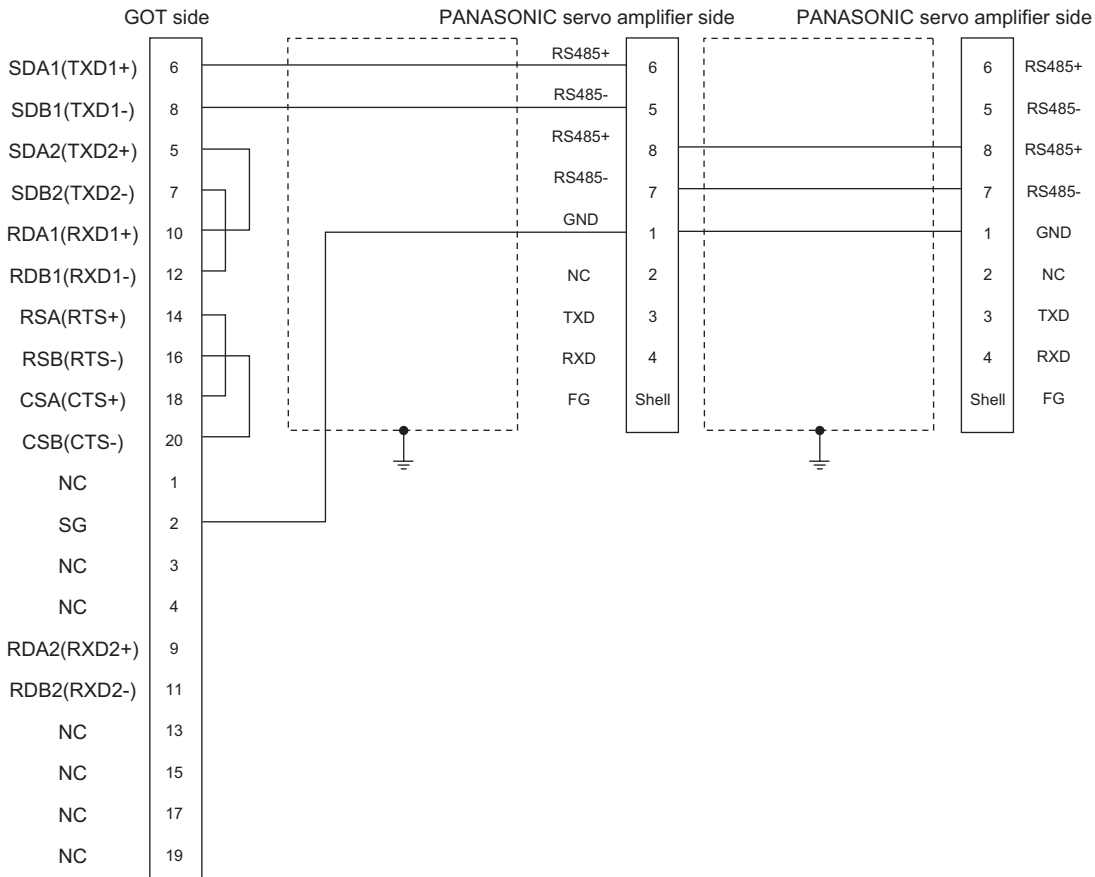 GOT side PANASONIC servo amplifier side PANASONIC servo amplifier side
SDA1(TXD1+) 6 RS485+ 6 6 RS485+
SDB1(TXD1-) 8 RS485- 5 5 RS485-
SDA2(TXD2+) 5 RS485+ 8 8 RS485+
SDB2(TXD2-) 7 RS485- 7 7 RS485-
RDA1(RXD1+) 10 GND 1 1 GND
RDB1(RXD1-) 12 NC 2 2 NC
RSA(RTS+) 14 TXD 3 3 TXD
RSB(RTS-) 16 RXD 4 4 RXD
CSA(CTS+) 18 FG Shell Shell FG
CSB(CTS-) 20
NC 1
SG 2
NC 3
NC 4
RDA2(RXD2+) 9
RDB2(RXD2-) 11
NC 13
NC 15
NC 17
NC 19